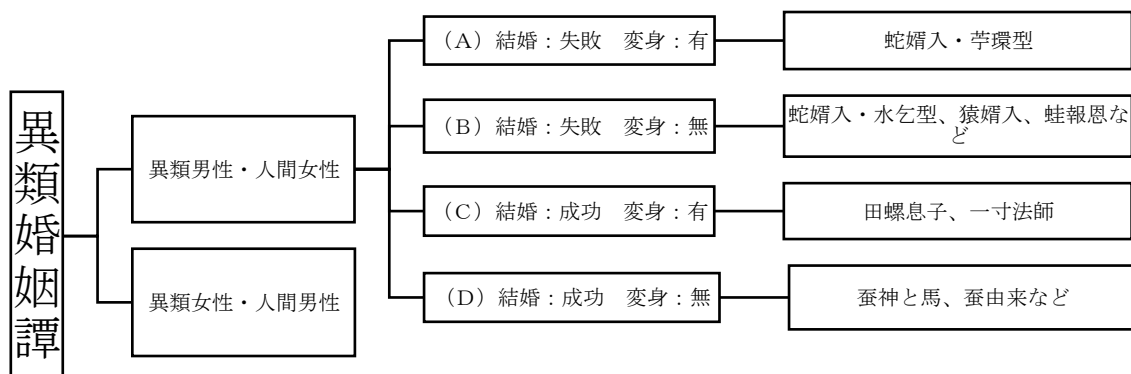 異類婚姻譚
異類男性・人間女性
異類女性・人間男性
（A）結婚：失敗　変身：有
（B）結婚：失敗　変身：無
（C）結婚：成功　変身：有
（D）結婚：成功　変身：無
蛇婿入・苧環型
蛇婿入・水乞型、猿婿入、蛙報恩な
ど
田螺息子、一寸法師
蚕神と馬、蚕由来など